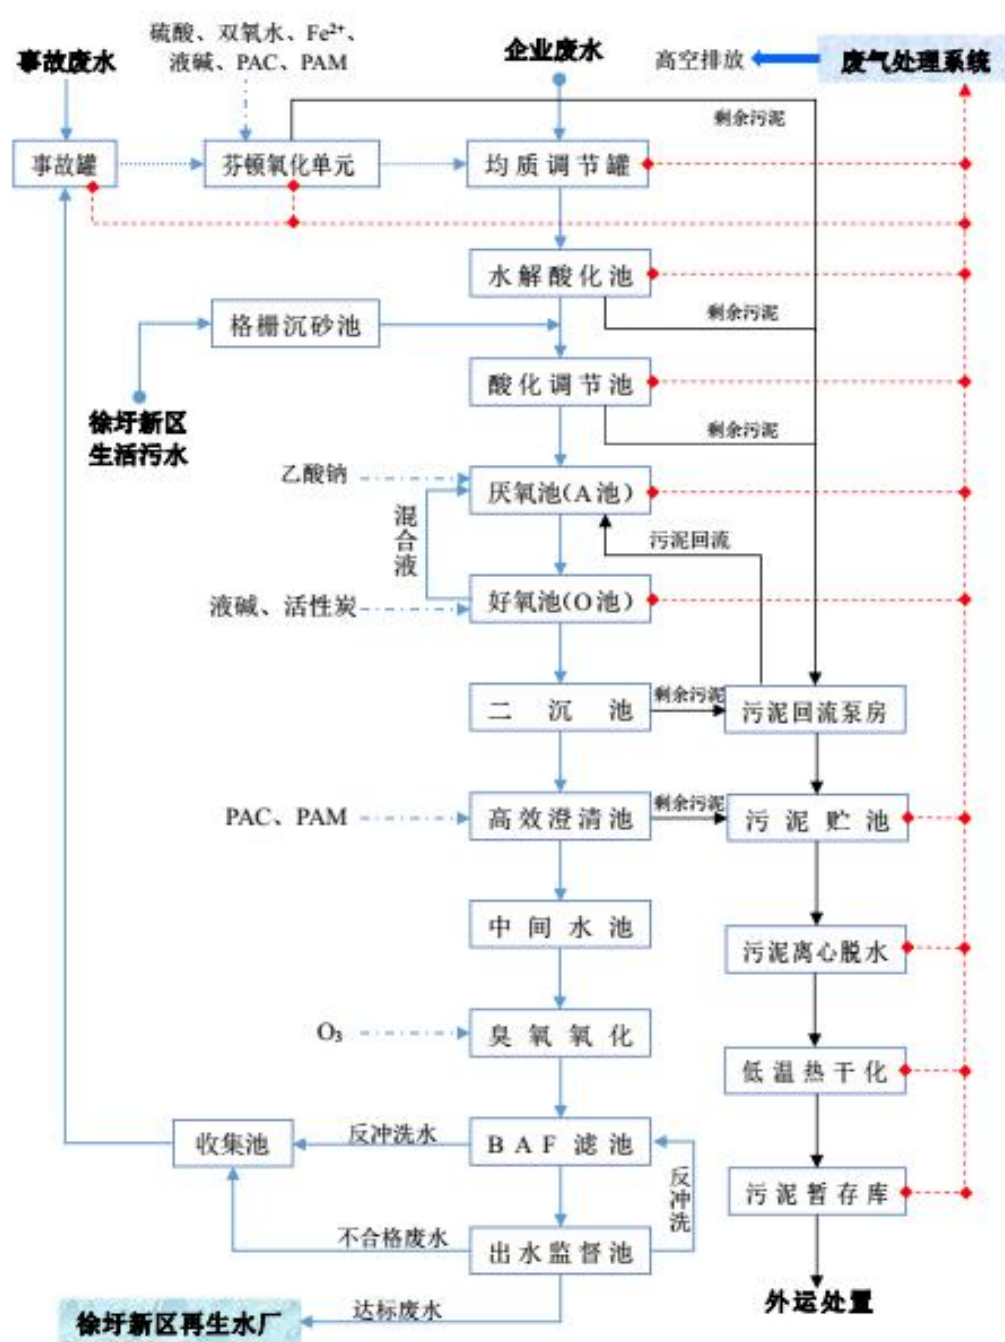 硫酸、双氧水、Fe²⁺、
液碱、PAC、PAM
事故废水
企业废水
高空排放
废气处理系统
剩余污泥
事故罐
芬顿氧化单元
均质调节罐
水解酸化池
格栅沉砂池
剩余污泥
酸化调节池
徐圩新区
生活污水
剩余污泥
乙酸钠
厌氧池(A池)
混合液
污泥回流
液碱、活性炭
好氧池(O池)
二沉池
剩余污泥
污泥回流泵房
PAC、PAM
高效澄清池
剩余污泥
污泥贮池
中间水池
污泥离心脱水
O₃
臭氧氧化
低温热干化
收集池
反冲洗水
BAF滤池
反冲洗
污泥暂存库
不合格废水
出水监督池
外运处置
达标废水
徐圩新区再生水厂